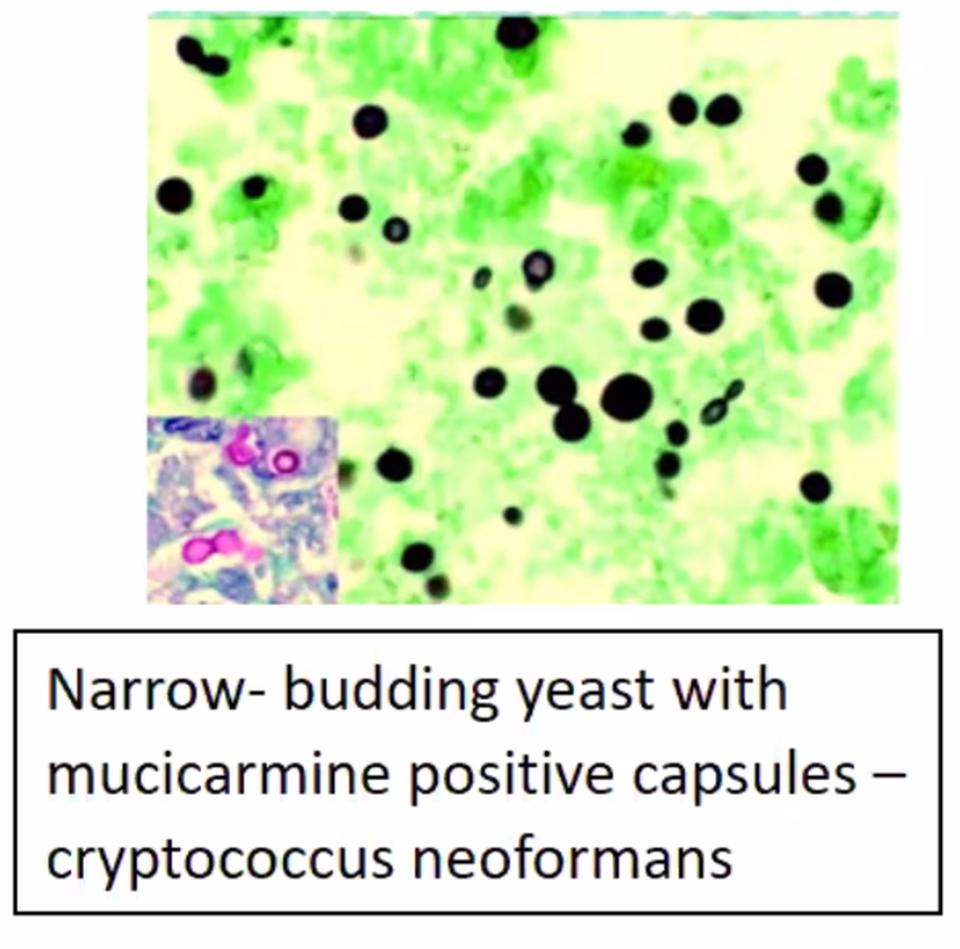 Narrow- budding yeast with
mucicarmine positive capsules –
cryptococcus neoformans